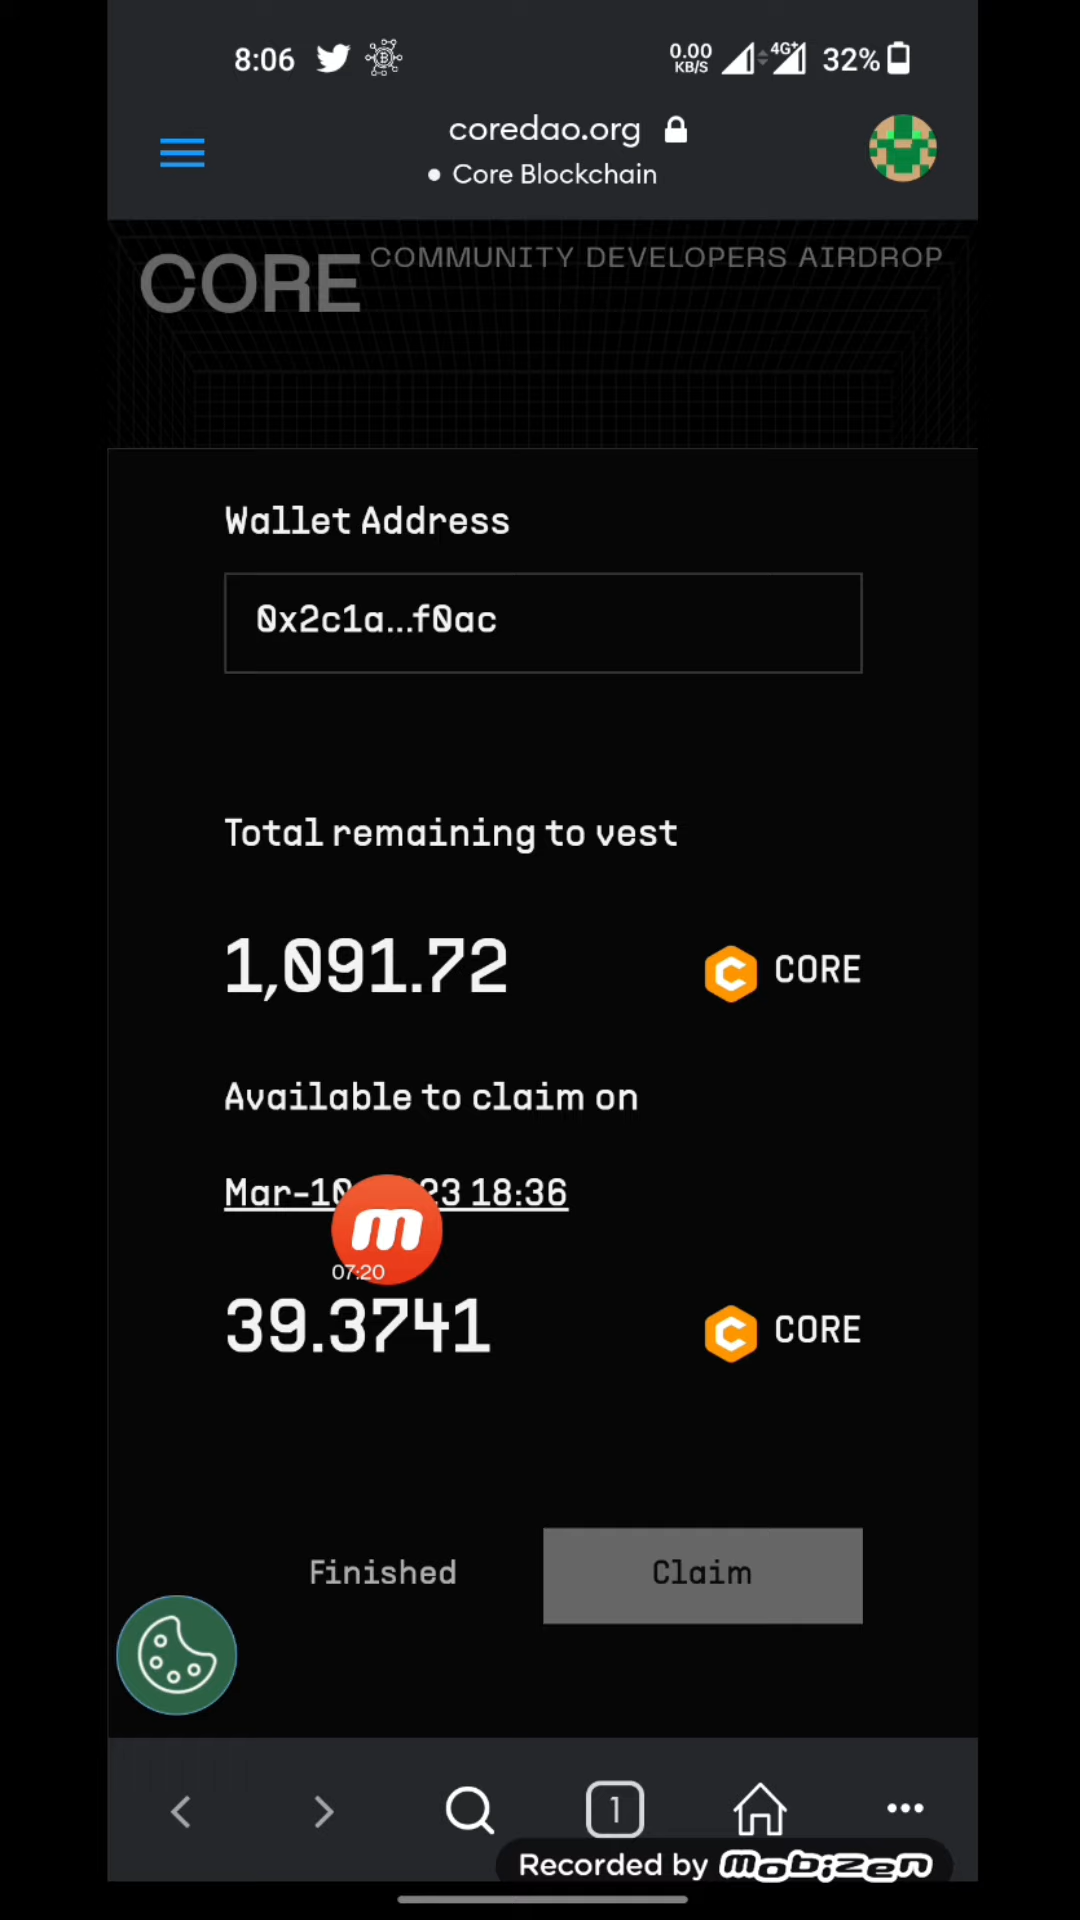 8:06
0.00
KB/S
4G+
32%
coredao.org
Core Blockchain
CORE
COMMUNITY DEVELOPERS AIRDROP
Wallet Address
0x2c1a...f0ac
Total remaining to vest
1,091.72
CORE
Available to claim on
Mar-10 23 18:36
07:20
39.3741
CORE
Finished
Claim
1
Recorded by mobizen